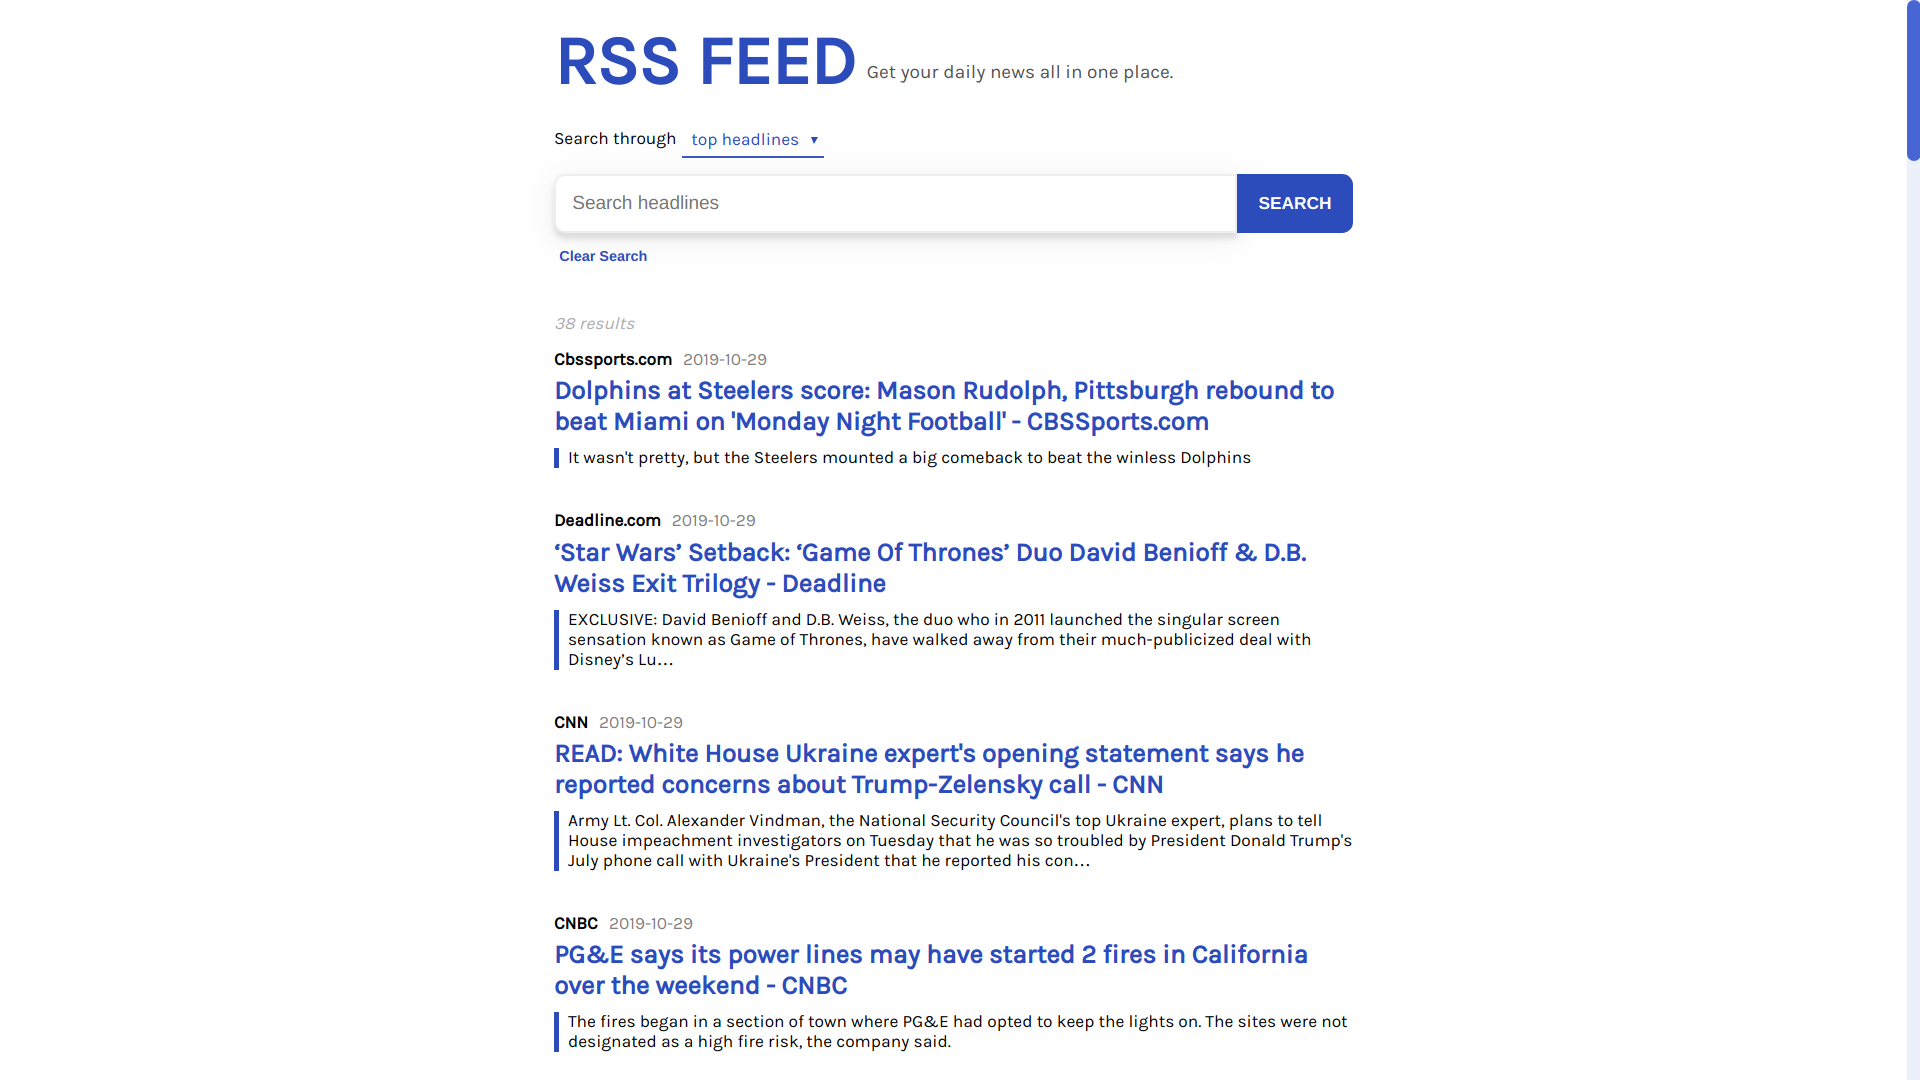 RSS FEED Get your daily news all in one place.
Search through top headlines ▾
Search headlines SEARCH
Clear Search
38 results
Cbssports.com 2019-10-29
Dolphins at Steelers score: Mason Rudolph, Pittsburgh rebound to
beat Miami on 'Monday Night Football' - CBSSports.com
It wasn't pretty, but the Steelers mounted a big comeback to beat the winless Dolphins
Deadline.com 2019-10-29
‘Star Wars’ Setback: ‘Game Of Thrones’ Duo David Benioff & D.B.
Weiss Exit Trilogy - Deadline
EXCLUSIVE: David Benioff and D.B. Weiss, the duo who in 2011 launched the singular screen
sensation known as Game of Thrones, have walked away from their much-publicized deal with
Disney’s Lu…
CNN 2019-10-29
READ: White House Ukraine expert's opening statement says he
reported concerns about Trump-Zelensky call - CNN
Army Lt. Col. Alexander Vindman, the National Security Council's top Ukraine expert, plans to tell
House impeachment investigators on Tuesday that he was so troubled by President Donald Trump's
July phone call with Ukraine's President that he reported his con…
CNBC 2019-10-29
PG&E says its power lines may have started 2 fires in California
over the weekend - CNBC
The fires began in a section of town where PG&E had opted to keep the lights on. The sites were not
designated as a high fire risk, the company said.